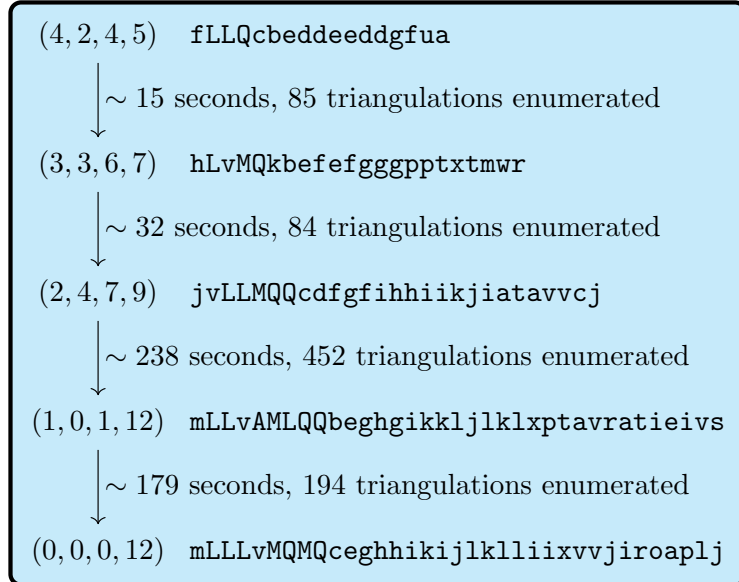 (4, 2, 4, 5) fLLQcbeddeeddgfua
∼ 15 seconds, 85 triangulations enumerated
(3, 3, 6, 7) hLvMQkbefefgggpptxtmwr
∼ 32 seconds, 84 triangulations enumerated
(2, 4, 7, 9) jvLLMQQcdfgfihhiikjiatavvcj
∼ 238 seconds, 452 triangulations enumerated
(1, 0, 1, 12) mLLvAMLQQbeghgikkljlklxptavratieivs
∼ 179 seconds, 194 triangulations enumerated
(0, 0, 0, 12) mLLLvMQMQceghhikijlklliixvvjiroaplj